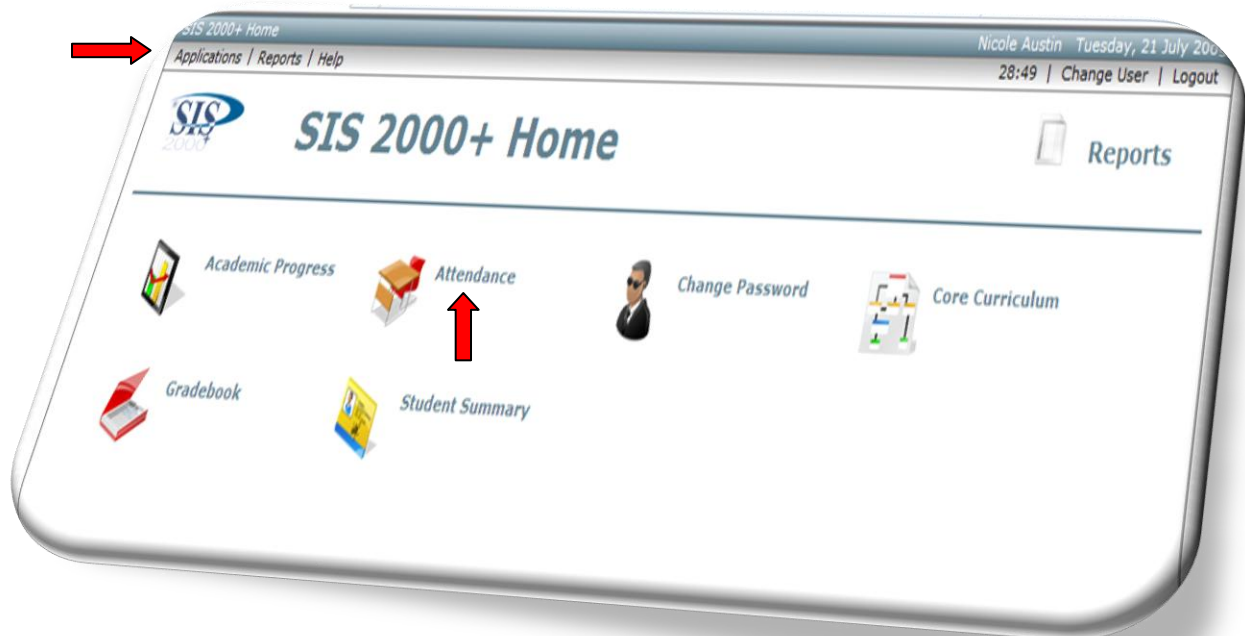 SIS 2000+ Home
Nicole Austin Tuesday, 21 July
Applications | Reports | Help
28:49 | Change User | Logout
SIS
2000+
SIS 2000+ Home
Reports
Academic Progress
Attendance
Change Password
Core Curriculum
Gradebook
Student Summary